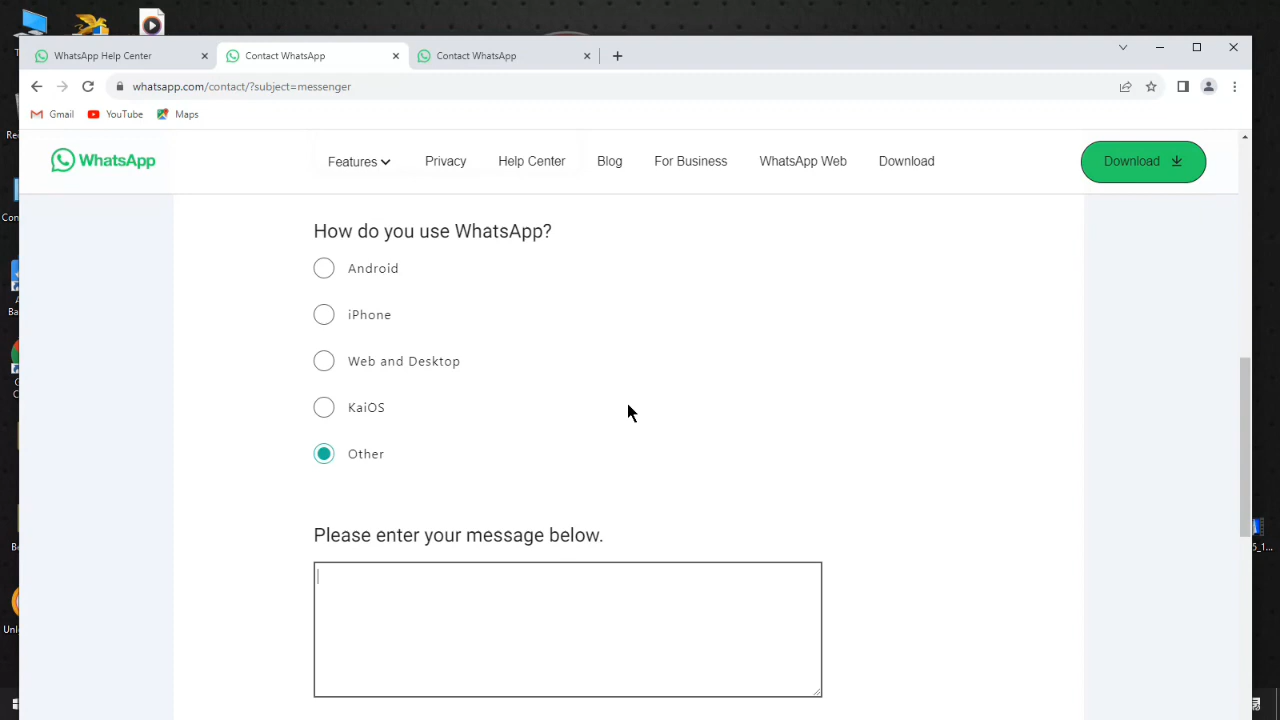 WhatsApp Help Center
Contact WhatsApp
Contact WhatsApp
whatsapp.com/contact/?subject=messenger
Gmail
YouTube
Maps
WhatsApp
Features
Privacy
Help Center
Blog
For Business
WhatsApp Web
Download
Download
How do you use WhatsApp?
Android
iPhone
Web and Desktop
KaiOS
Other
Please enter your message below.